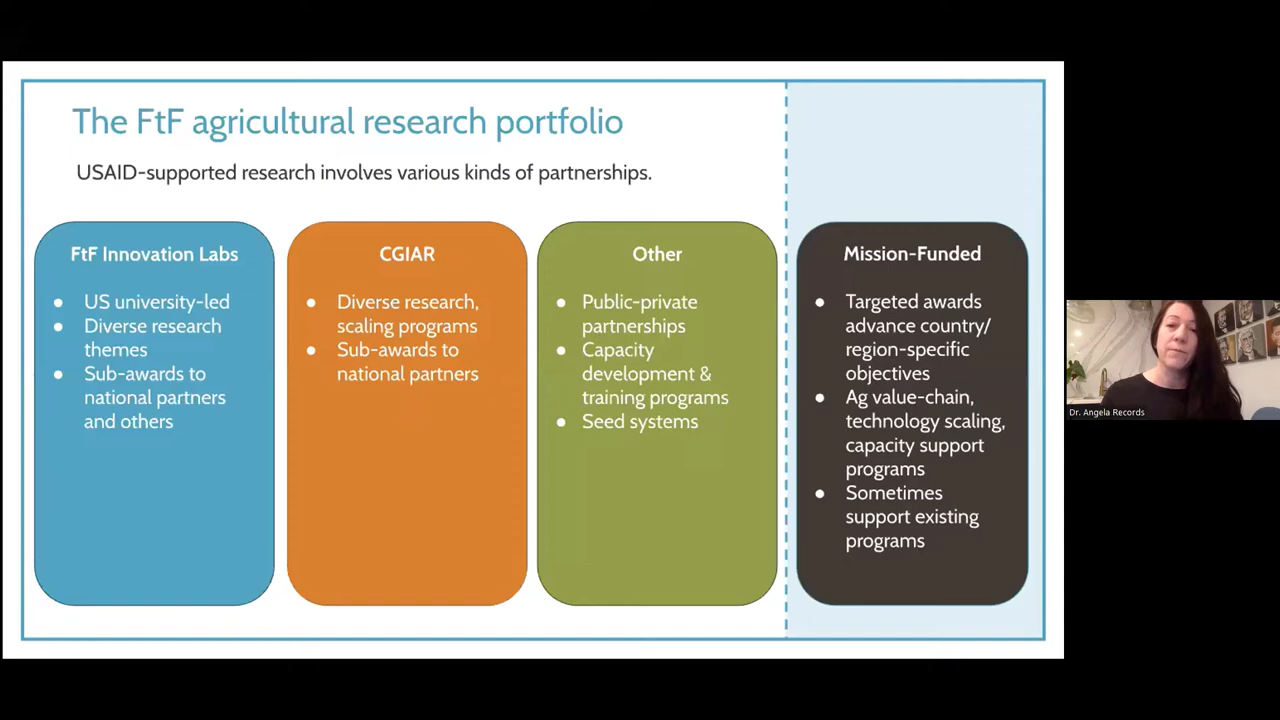 The FtF agricultural research portfolio
USAID-supported research involves various kinds of partnerships.
FtF Innovation Labs
● US university-led
● Diverse research
themes
● Sub-awards to
national partners
and others
CGIAR
● Diverse research,
scaling programs
● Sub-awards to
national partners
Other
● Public-private
partnerships
● Capacity
development &
training programs
● Seed systems
Mission-Funded
● Targeted awards
advance country/
region-specific
objectives
● Ag value-chain,
technology scaling,
capacity support
programs
● Sometimes
support existing
programs
Dr. Angela Records